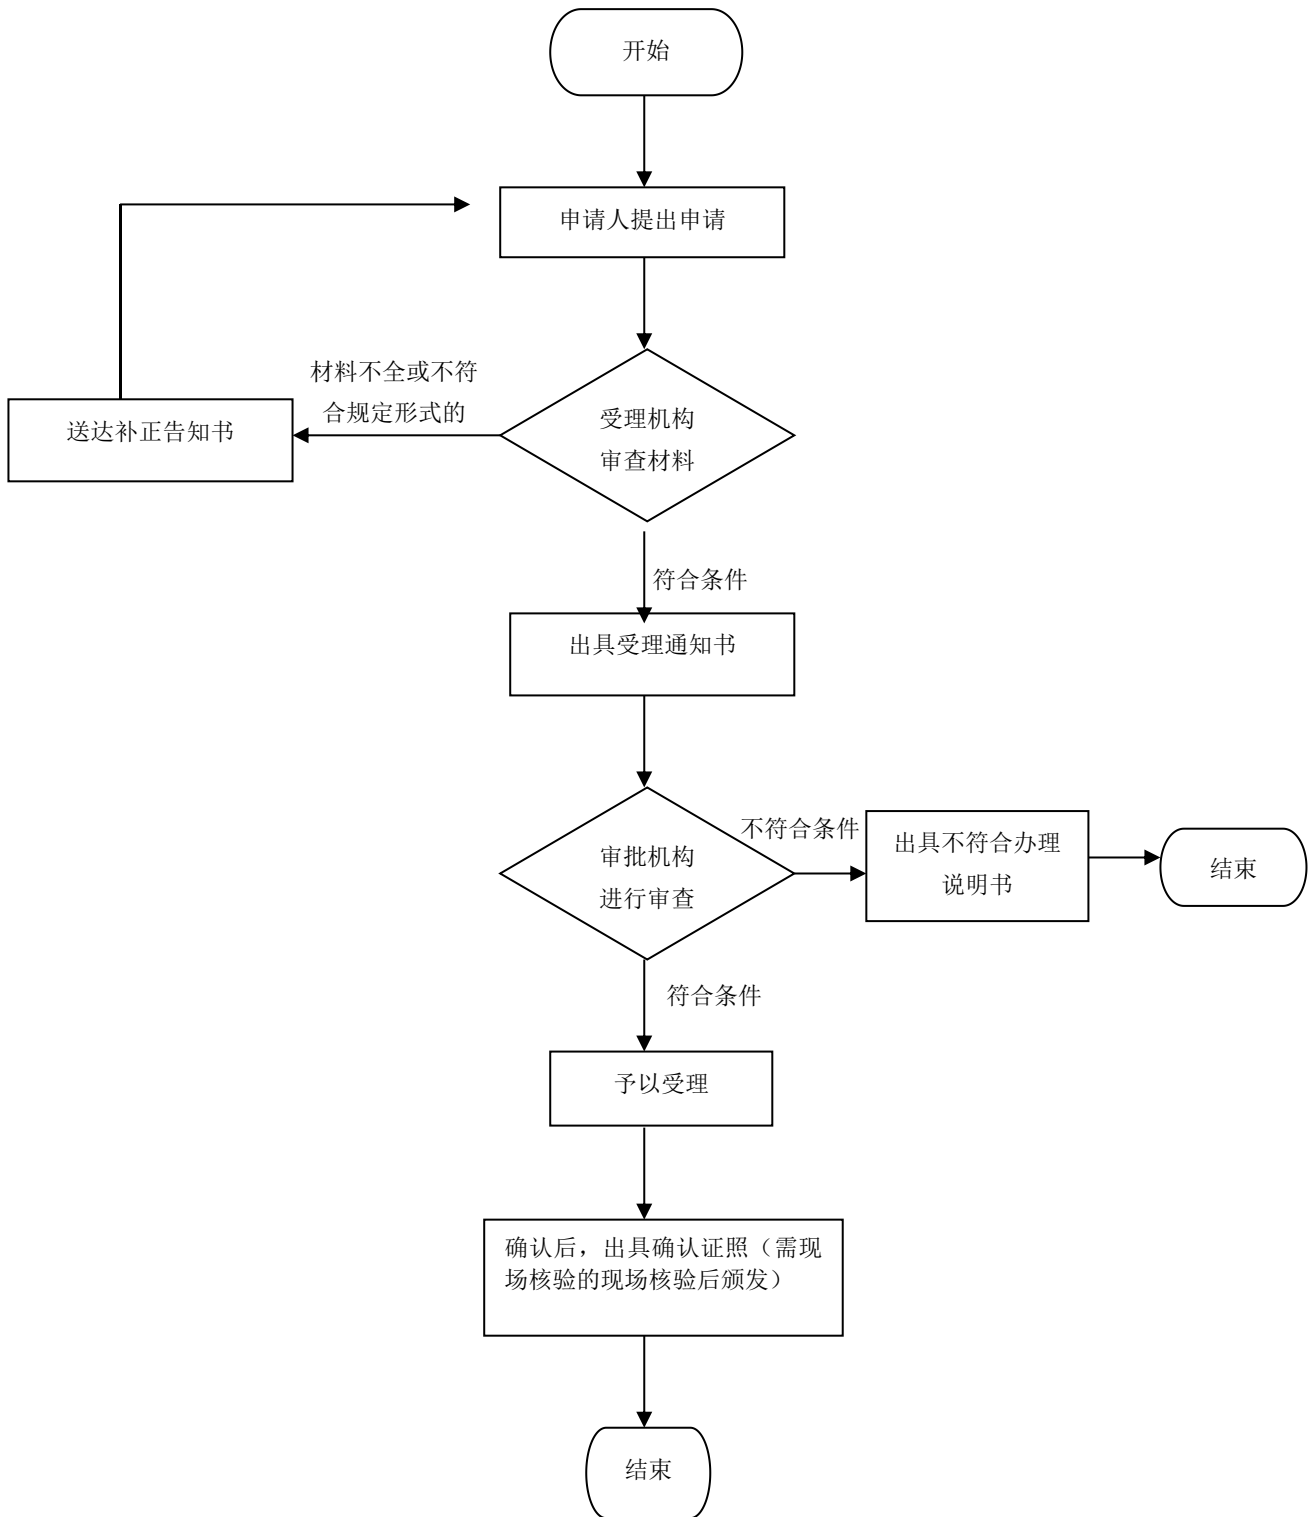 开始
申请人提出申请
材料不全或不符
合规定形式的
送达补正告知书
受理机构
审查材料
符合条件
出具受理通知书
审批机构
进行审查
不符合条件
出具不符合办理
说明书
结束
符合条件
予以受理
确认后，出具确认证照（需现
场核验的现场核验后颁发）
结束